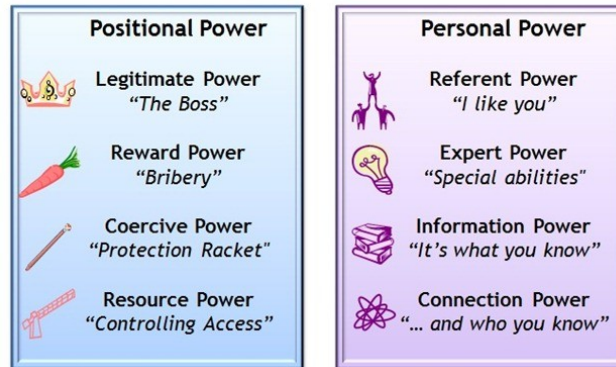 Positional Power
Legitimate Power
“The Boss”
Reward Power
“Bribery”
Coercive Power
“Protection Racket"
Resource Power
“Controlling Access”
Personal Power
Referent Power
“I like you”
Expert Power
“Special abilities"
Information Power
“It’s what you know”
Connection Power
“… and who you know”